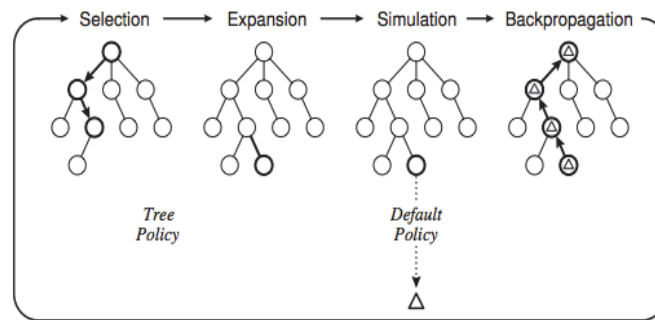 Selection Expansion Simulation Backpropagation
Tree
Policy
Default
Policy